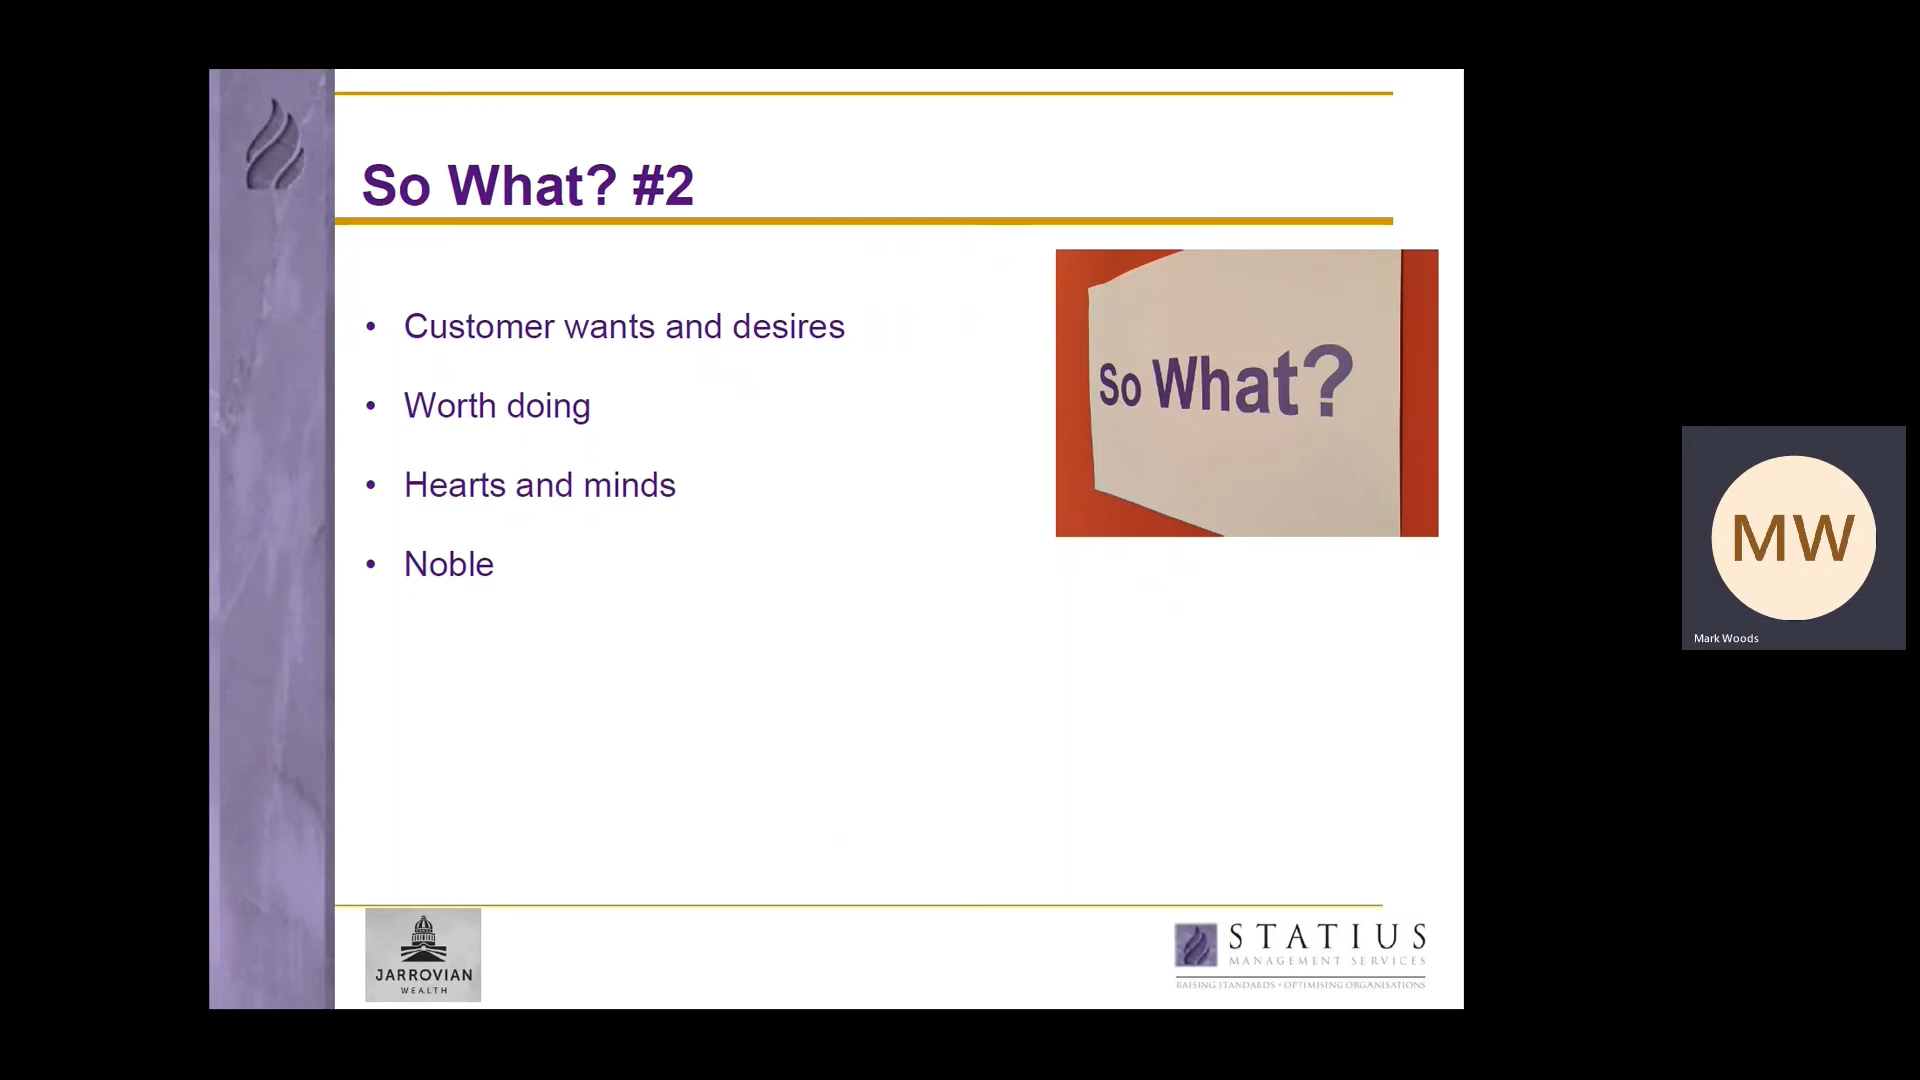 So What? #2
• Customer wants and desires
• Worth doing
• Hearts and minds
• Noble
So What?
MW
Mark Woods
JARROVIAN
WEALTH
STATIUS
MANAGEMENT SERVICES
RAISING STANDARDS • OPTIMISING ORGANISATIONS